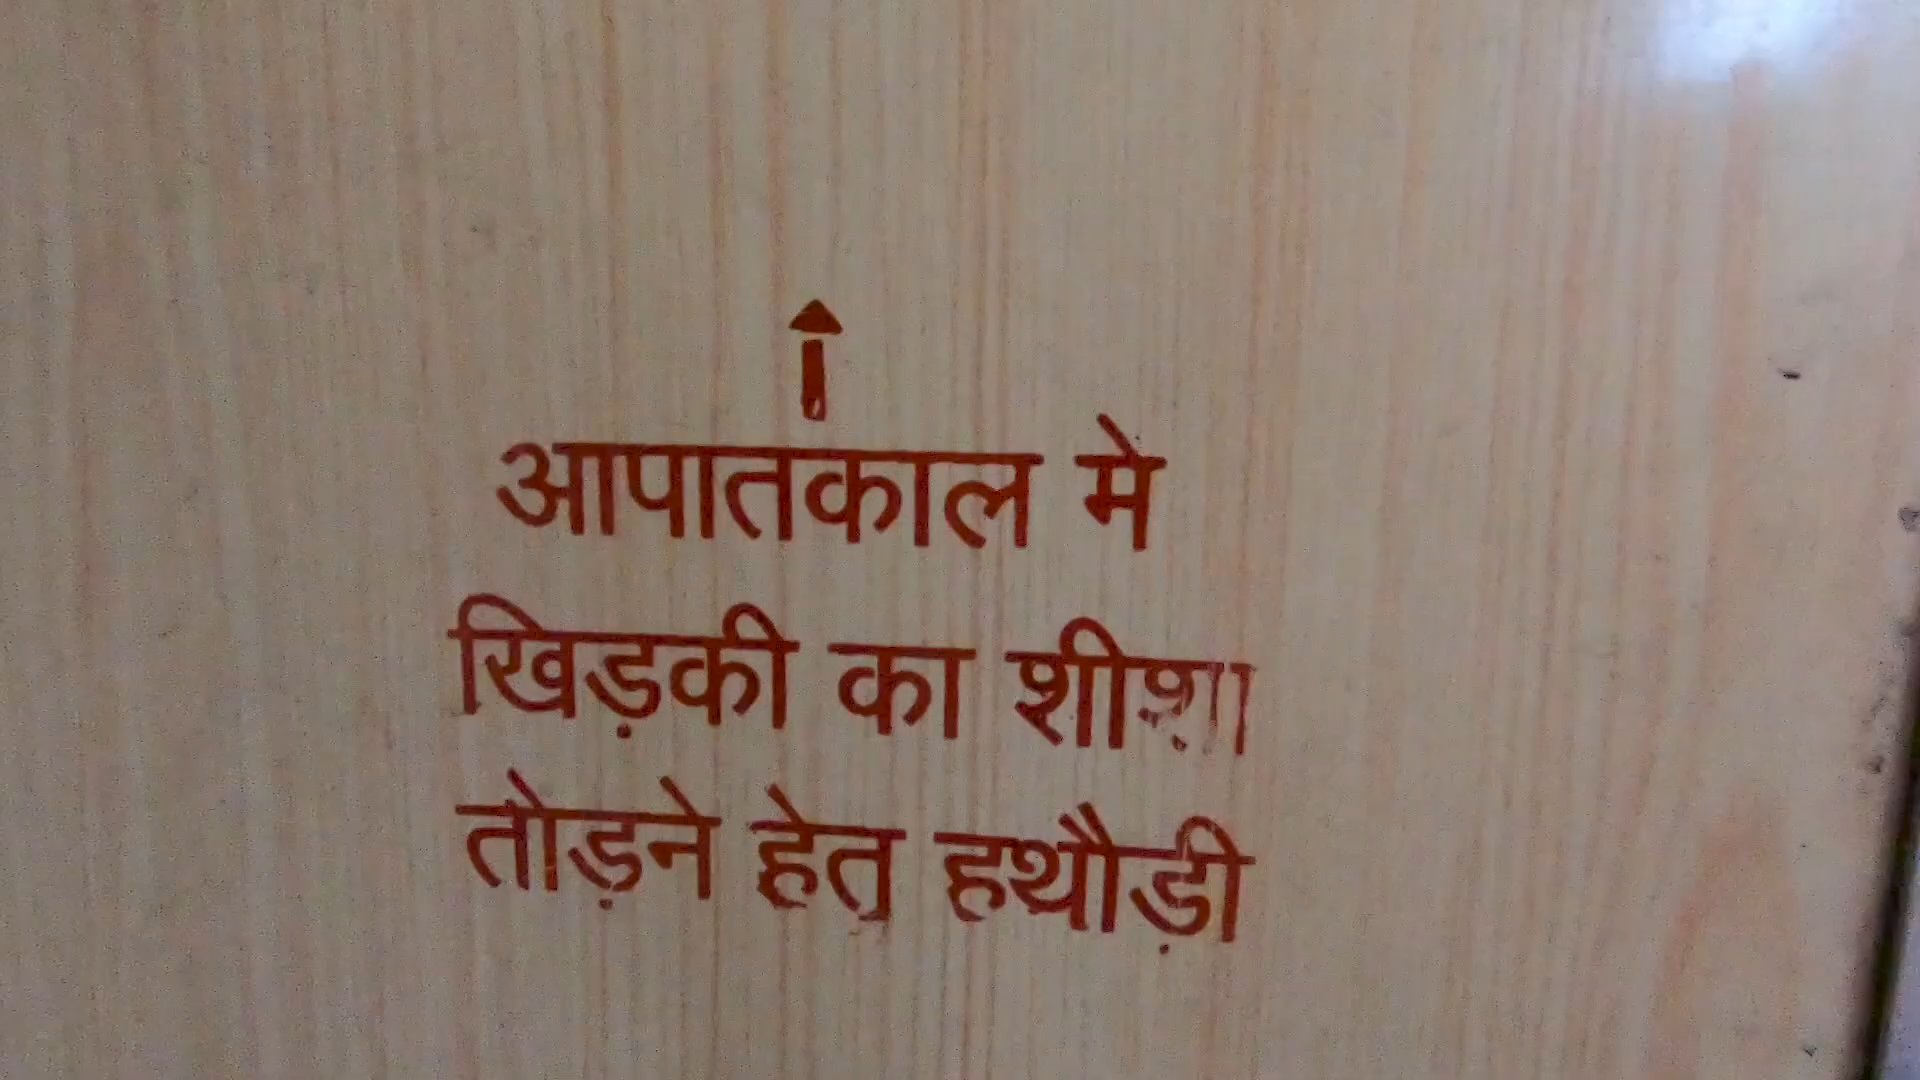 आपातकाल मे
खिड़की का शीशा
तोड़ने हेतु हथौड़ी